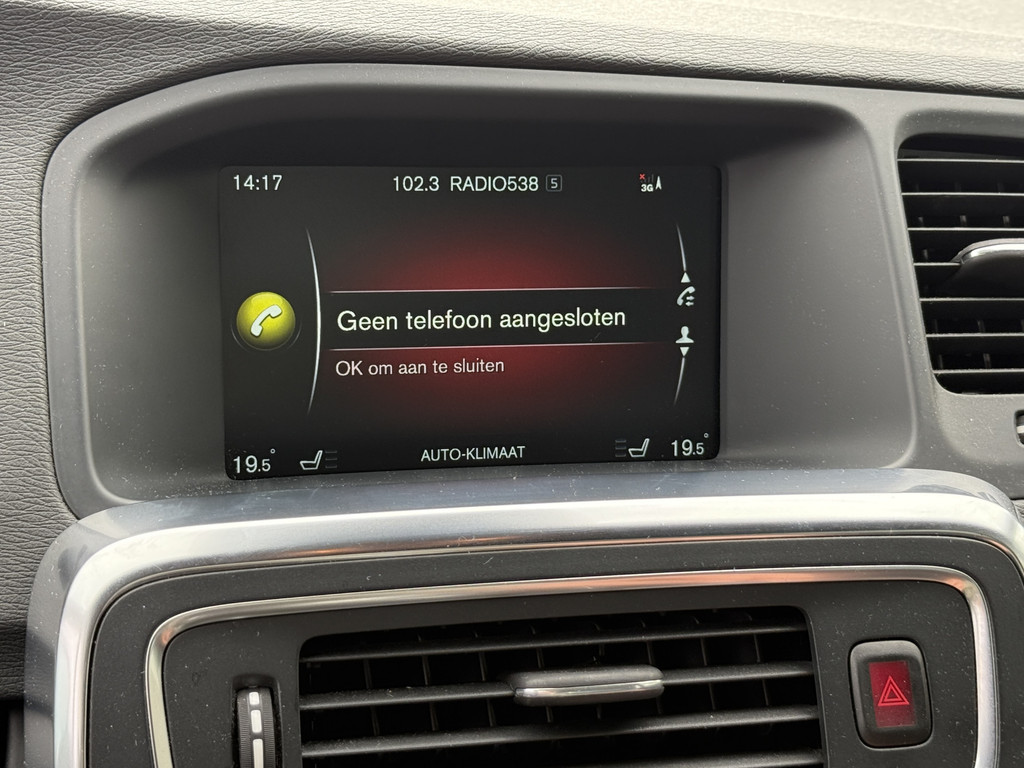 14:17 102.3 RADIO538 S 3G
Geen telefoon aangesloten
OK om aan te sluiten
19.5° AUTO-KLIMAAT 19.5°